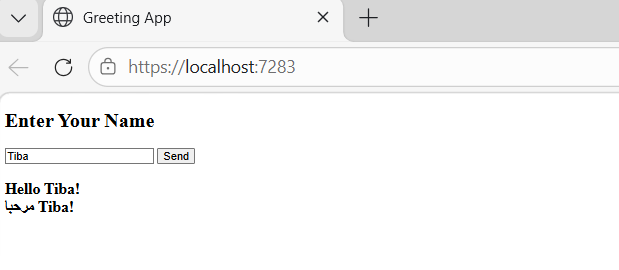 Greeting App
https://localhost:7283
Enter Your Name
Tiba Send
Hello Tiba!
مرحبا Tiba!